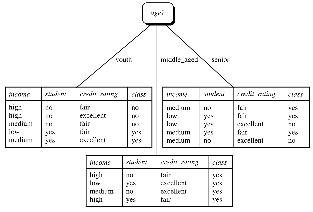 age?
youth middle_aged senior
income student credit_rating class
high no fair no
high no excellent no
medium no fair no
low yes fair yes
medium yes excellent yes
income student credit_rating class
medium no fair yes
low yes fair yes
low yes excellent no
medium yes fair yes
medium no excellent no
income student credit_rating class
high no fair yes
low yes excellent yes
medium no excellent yes
high yes fair yes